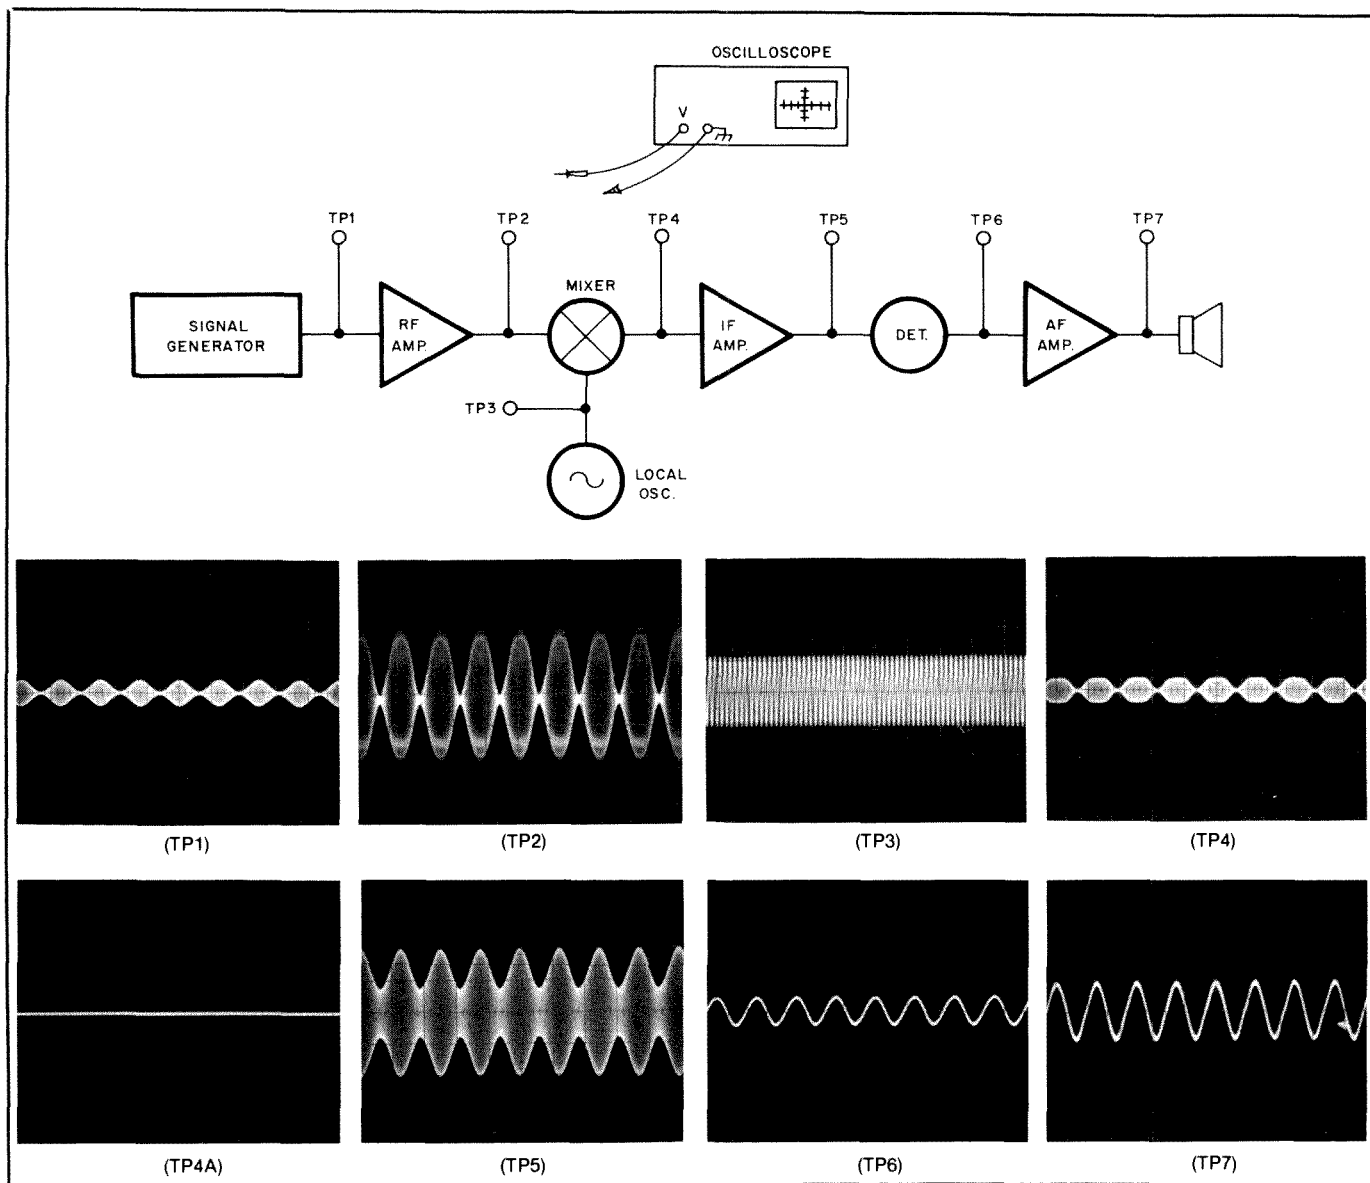 OSCILLOSCOPE
V
TP1
TP2
TP4
TP5
TP6
TP7
MIXER
SIGNAL
GENERATOR
RF
AMP.
IF
AMP.
DET.
AF
AMP.
TP3
LOCAL
OSC.
(TP1)
(TP2)
(TP3)
(TP4)
(TP4A)
(TP5)
(TP6)
(TP7)